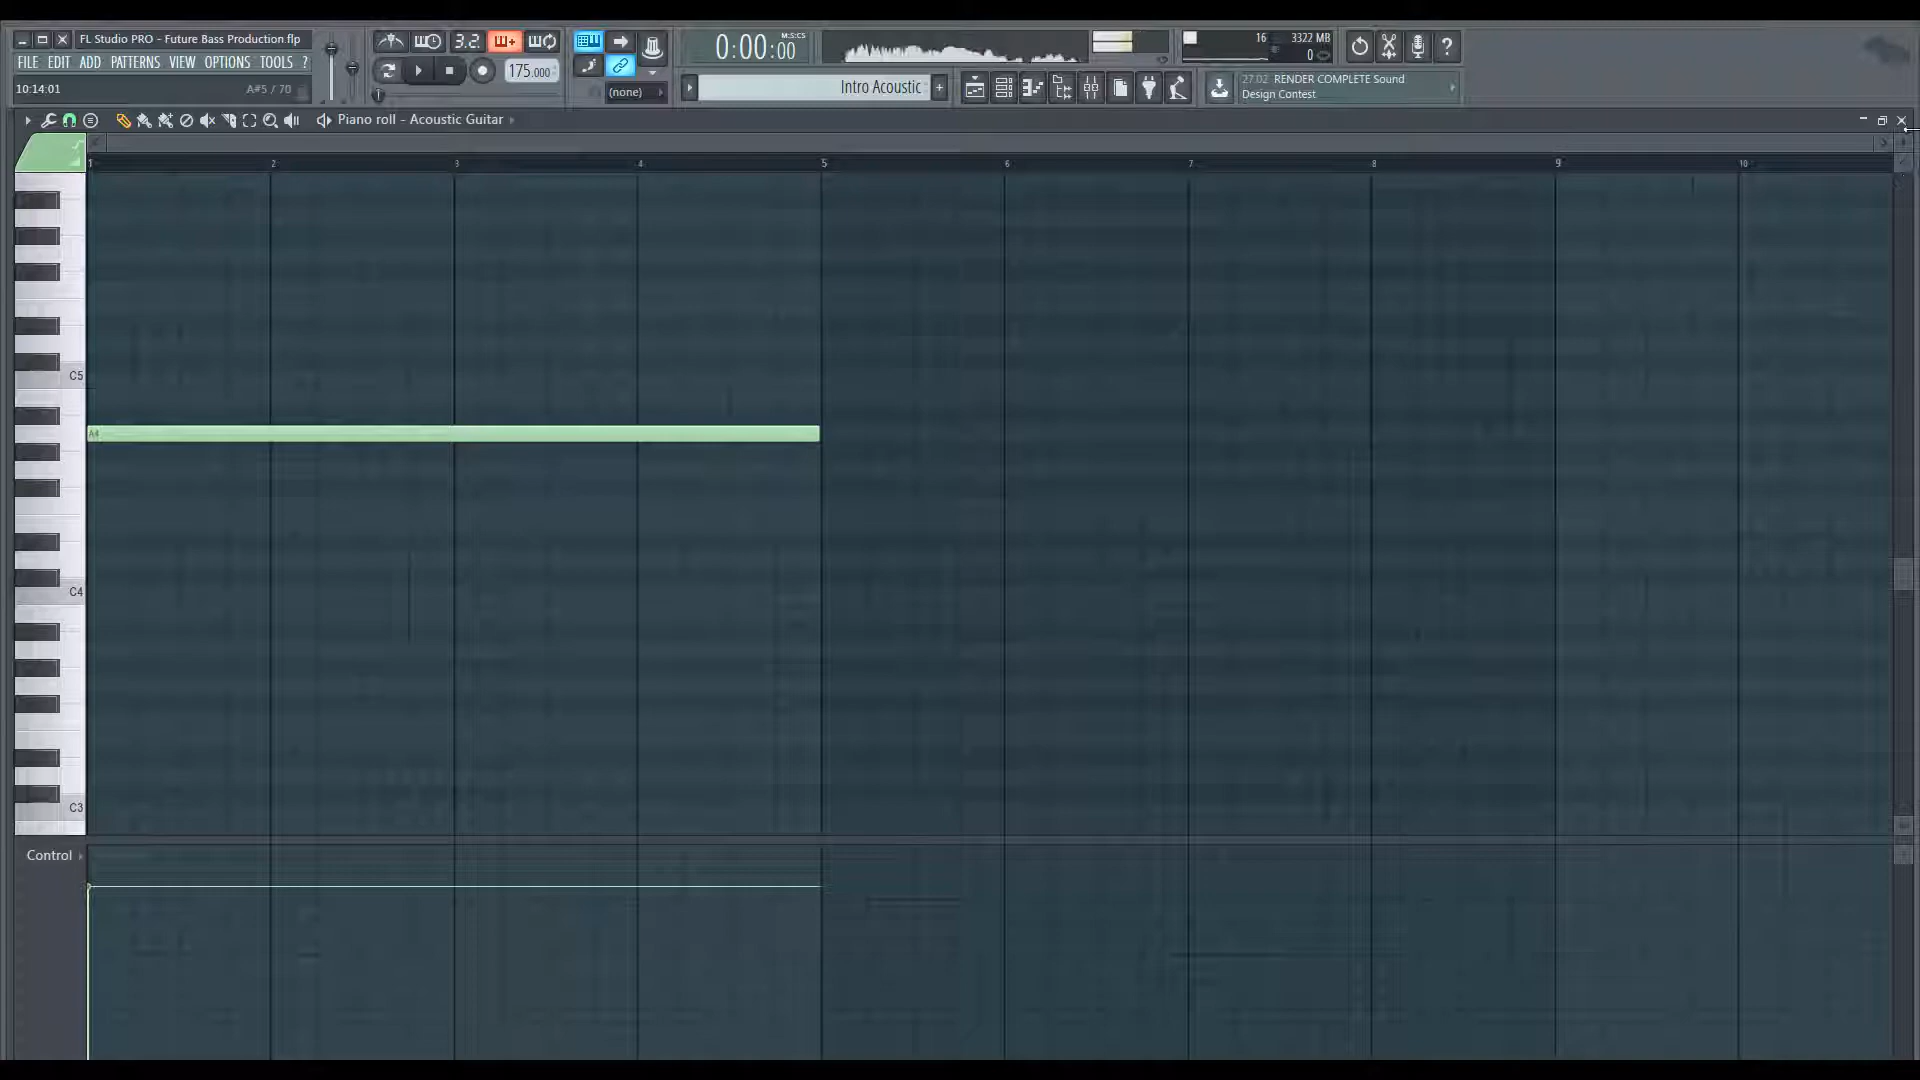 FL Studio PRO - Future Bass Production flp
FILE EDIT ADD PATTERNS VIEW OPTIONS TOOLS ?
10:14:01 A#5 / 70
3.2
175.000
(none)
M:S:CS
0:00:00
Intro Acoustic
16 3322 MB
0
27.02 RENDER COMPLETE Sound
Design Contest
Piano roll - Acoustic Guitar
1 2 3 4 5 6 7 8 9 10
C5
A4
C4
C3
Control